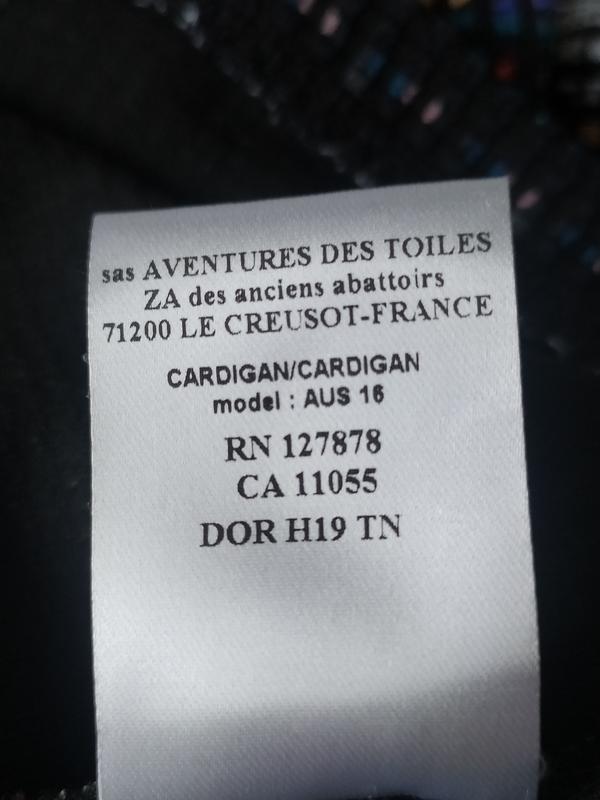 sas AVENTURES DES TOILES
ZA des anciens abattoirs
71200 LE CREUSOT-FRANCE
CARDIGAN/CARDIGAN
model : AUS 16
RN 127878
CA 11055
DOR H19 TN